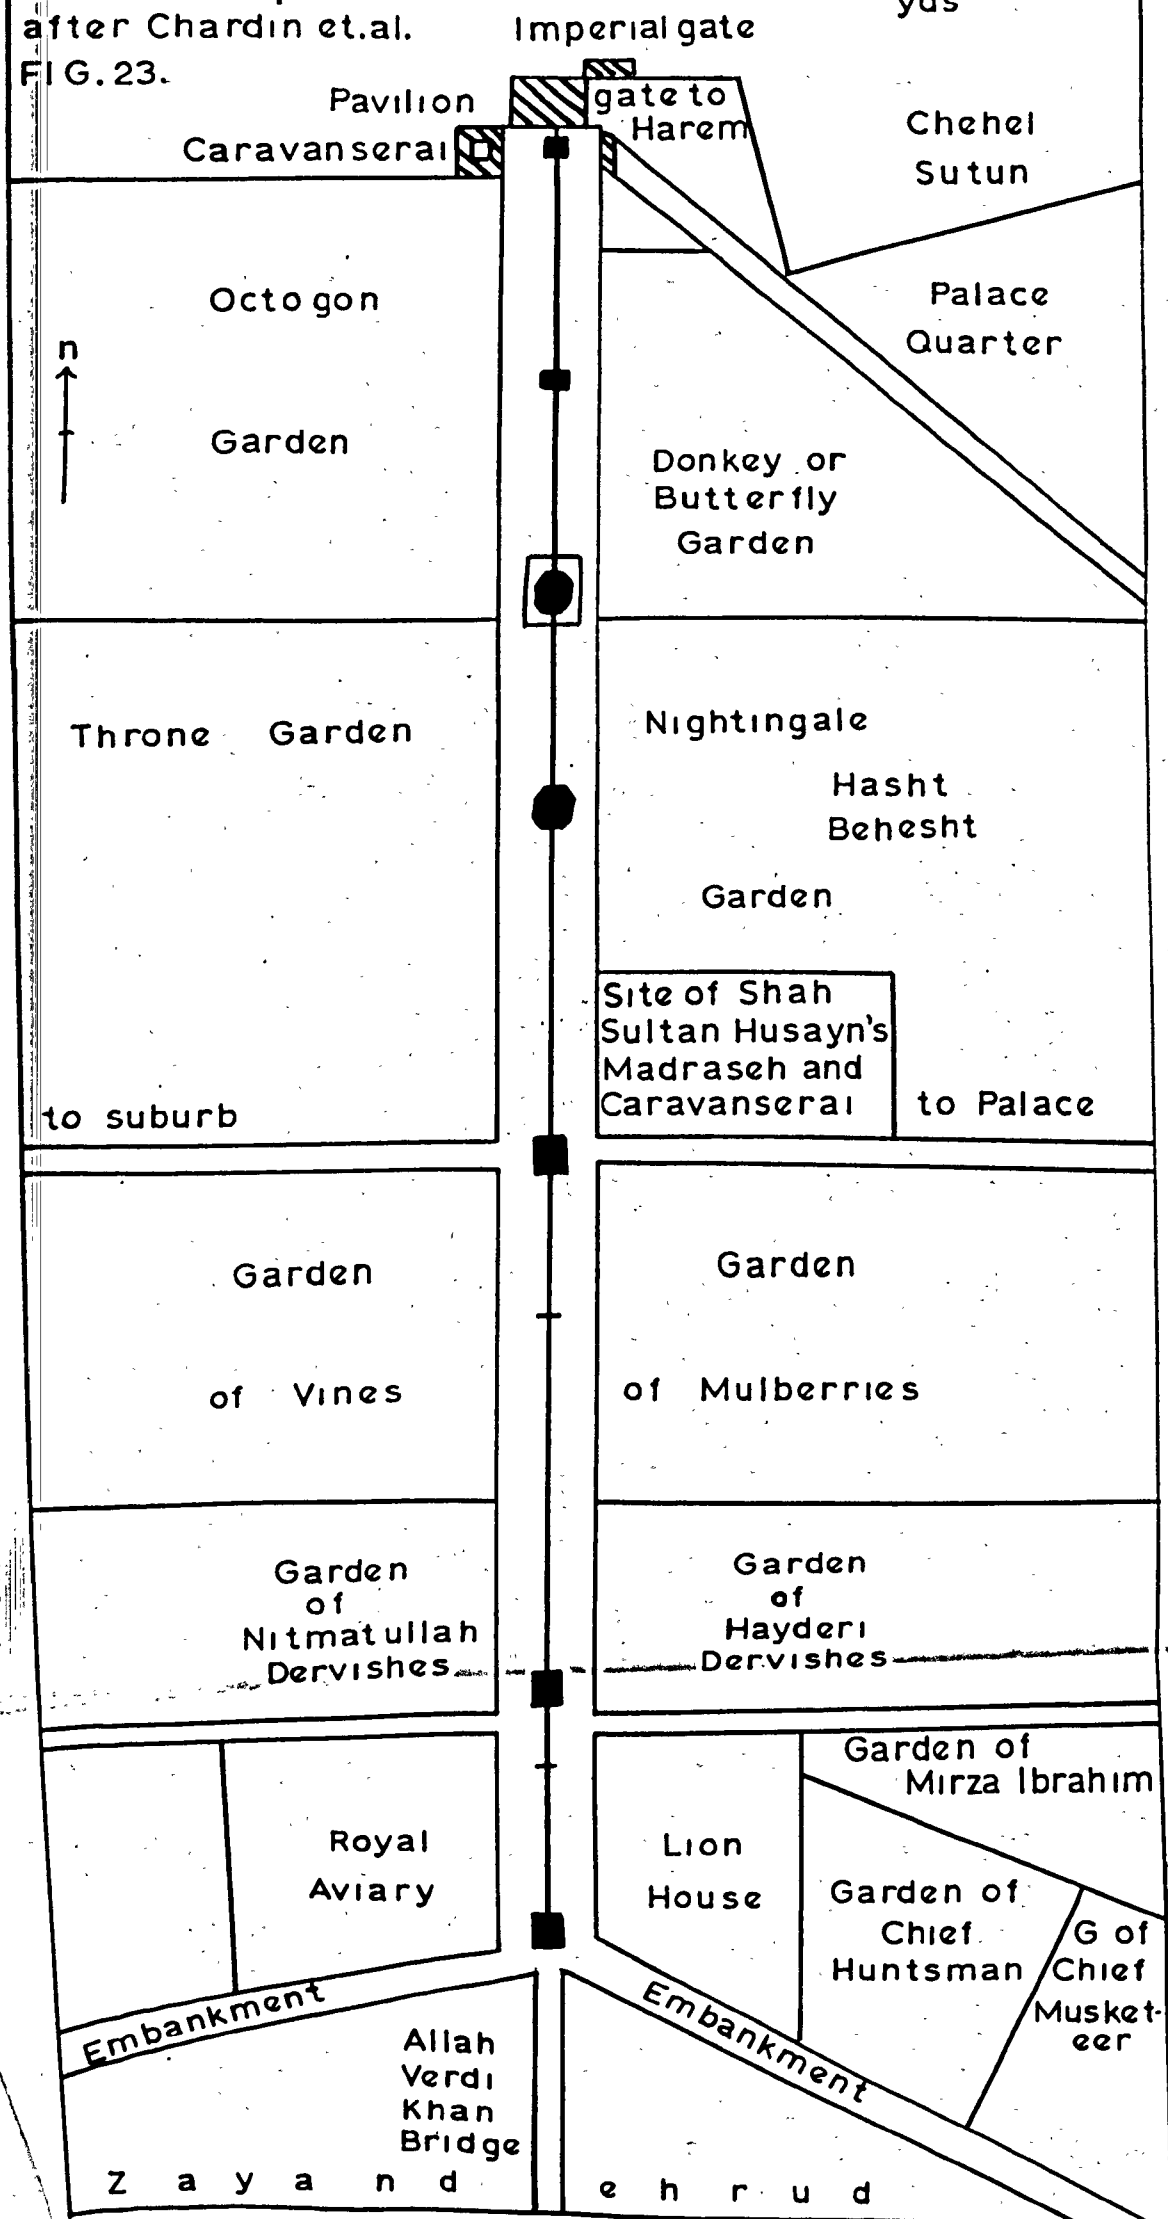 after Chardin et.al.
FIG.23.
yds
Imperial gate
Pavilion
gate to
Harem
Caravanserai
Chehel
Sutun
Octogon
Garden
n
Palace
Quarter
Donkey or
Butterfly
Garden
Throne Garden
Nightingale
Hasht
Behesht
Garden
Site of Shah
Sultan Husayn's
Madraseh and
Caravanserai
to suburb
to Palace
Garden
of Vines
Garden
of Mulberries
Garden
of
Nitmatullah
Dervishes
Garden
of
Hayderi
Dervishes
Royal
Aviary
Lion
House
Garden of
Mirza Ibrahim
Garden of
Chief
Huntsman
G of
Chief
Musket-
eer
Embankment
Embankment
Allah
Verdi
Khan
Bridge
Zayandehrud